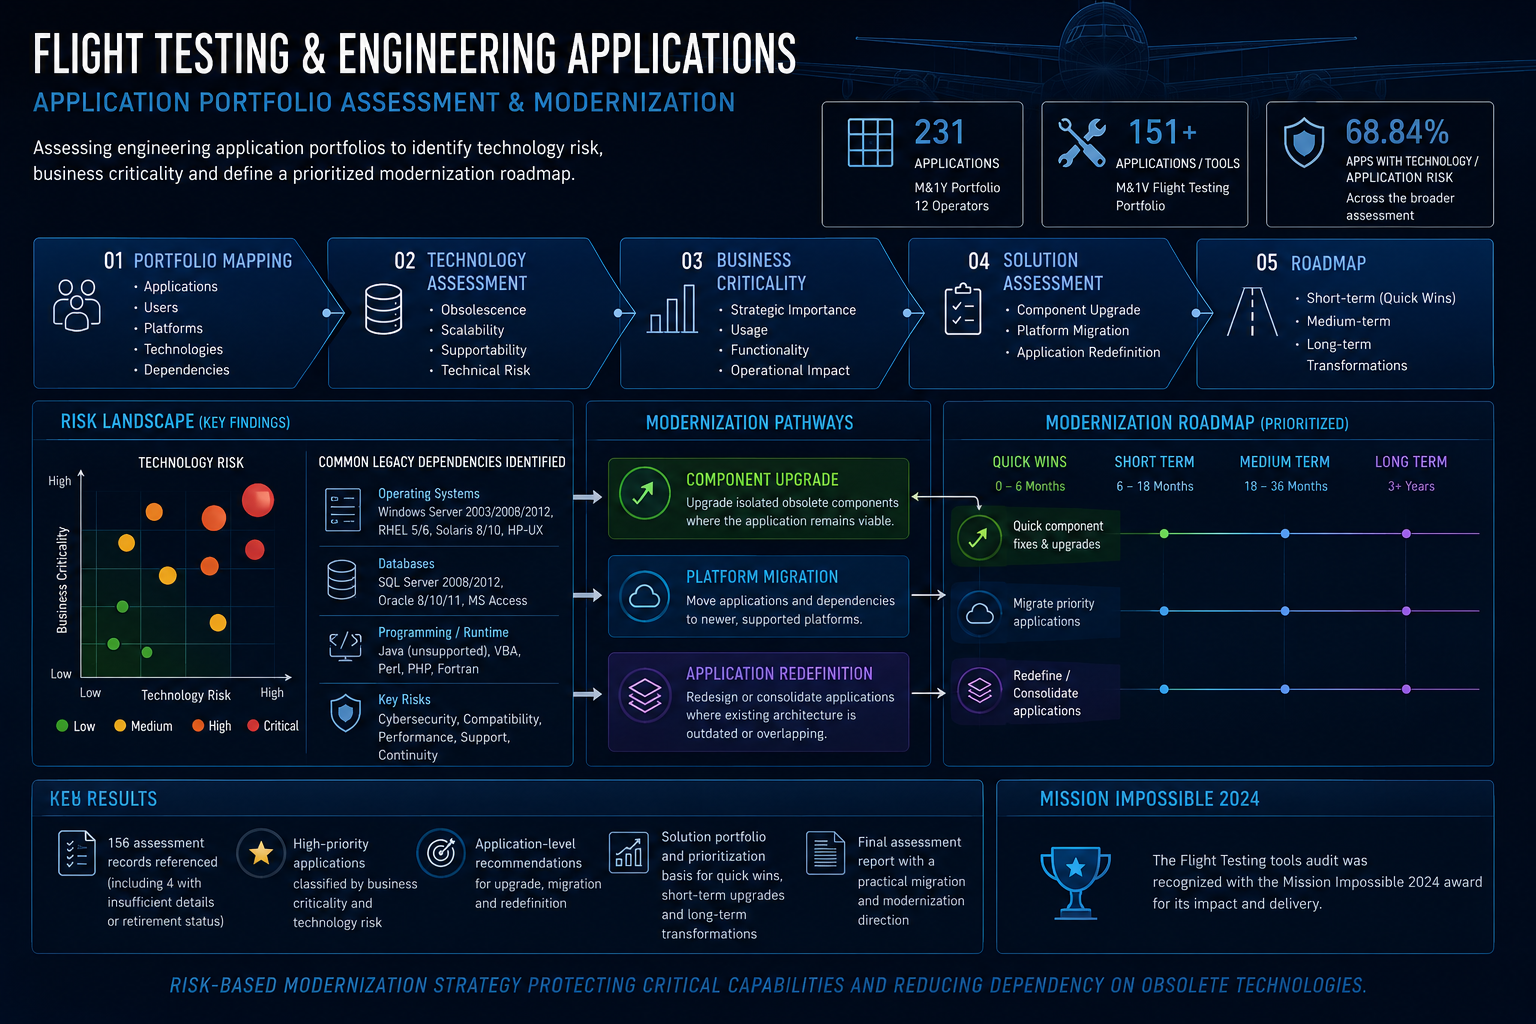 FLIGHT TESTING & ENGINEERING APPLICATIONS
APPLICATION PORTFOLIO ASSESSMENT & MODERNIZATION
Assessing engineering application portfolios to identify technology risk,
business criticality and define a prioritized modernization roadmap.
231
APPLICATIONS
M&1Y Portfolio
12 Operators
151+
APPLICATIONS / TOOLS
M&1V Flight Testing
Portfolio
68.84%
APPS WITH TECHNOLOGY /
APPLICATION RISK
Across the broader
assessment
01 PORTFOLIO MAPPING
• Applications
• Users
• Platforms
• Technologies
• Dependencies
02 TECHNOLOGY
ASSESSMENT
• Obsolescence
• Scalability
• Supportability
• Technical Risk
03 BUSINESS
CRITICALITY
• Strategic Importance
• Usage
• Functionality
• Operational Impact
04 SOLUTION
ASSESSMENT
• Component Upgrade
• Platform Migration
• Application Redefinition
05 ROADMAP
• Short-term (Quick Wins)
• Medium-term
• Long-term
Transformations
RISK LANDSCAPE (KEY FINDINGS)
TECHNOLOGY RISK
High
Business Criticality
Low
Low
Technology Risk
High
Low
Medium
High
Critical
COMMON LEGACY DEPENDENCIES IDENTIFIED
Operating Systems
Windows Server 2003/2008/2012,
RHEL 5/6, Solaris 8/10, HP-UX
Databases
SQL Server 2008/2012,
Oracle 8/10/11, MS Access
Programming / Runtime
Java (unsupported), VBA,
Perl, PHP, Fortran
Key Risks
Cybersecurity, Compatibility,
Performance, Support,
Continuity
MODERNIZATION PATHWAYS
COMPONENT UPGRADE
Upgrade isolated obsolete components
where the application remains viable.
PLATFORM MIGRATION
Move applications and dependencies
to newer, supported platforms.
APPLICATION REDEFINITION
Redesign or consolidate applications
where existing architecture is
outdated or overlapping.
MODERNIZATION ROADMAP (PRIORITIZED)
QUICK WINS
0 – 6 Months
SHORT TERM
6 – 18 Months
MEDIUM TERM
18 – 36 Months
LONG TERM
3+ Years
Quick component
fixes & upgrades
Migrate priority
applications
Redefine /
Consolidate
applications
RESULTS
156 assessment
records referenced
(including 4 with
insufficient details
or retirement status)
High-priority
applications
classified by business
criticality and
technology risk
Application-level
recommendations
for upgrade, migration
and redefinition
Solution portfolio
and prioritization
basis for quick wins,
short-term upgrades
and long-term
transformations
Final assessment
report with a
practical migration
and modernization
direction
MISSION IMPOSSIBLE 2024
The Flight Testing tools audit was
recognized with the Mission Impossible 2024 award
for its impact and delivery.
RISK-BASED MODERNIZATION STRATEGY PROTECTING CRITICAL CAPABILITIES AND REDUCING DEPENDENCY ON OBSOLETE TECHNOLOGIES.